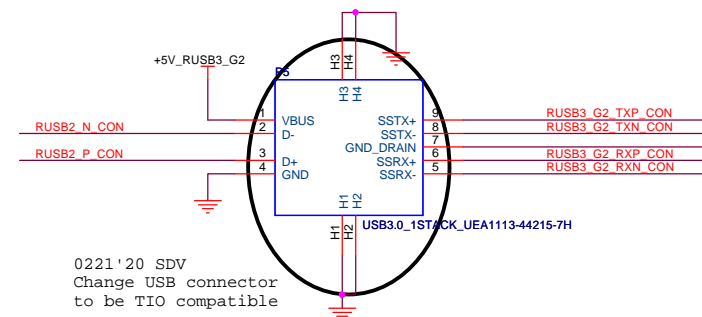 H3
H4
+5V_RUSB3_G2
H3
H4
1 VBUS
SSTX+ 9 RUSB3_G2_TXP_CON
RUSB2_N_CON 2 D-
SSTX- 8 RUSB3_G2_TXN_CON
GND_DRAIN 7
RUSB2_P_CON 3 D+
SSRX+ 6 RUSB3_G2_RXP_CON
4 GND
SSRX- 5 RUSB3_G2_RXN_CON
H1
H2
USB3.0_1STACK_UEA1113-44215-7H
H1
H2
0221'20 SDV
Change USB connector
to be TIO compatible